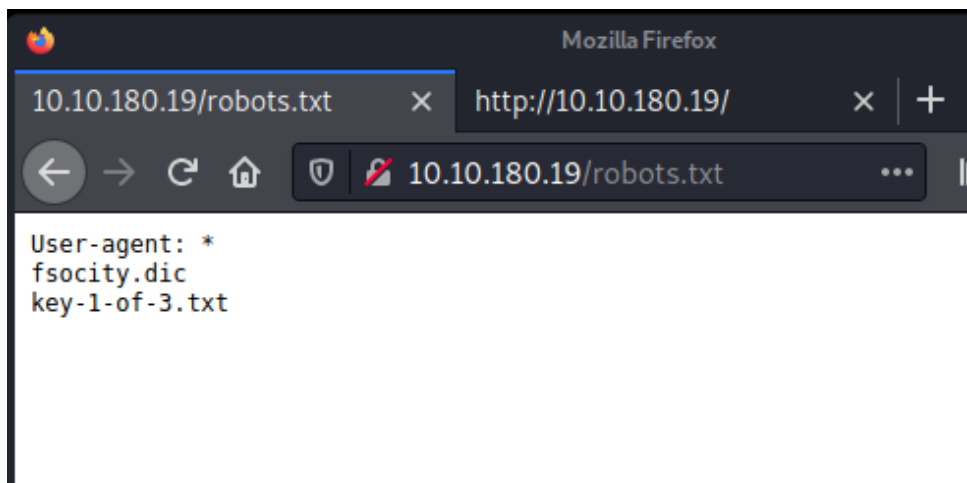 Mozilla Firefox
10.10.180.19/robots.txt
http://10.10.180.19/
10.10.180.19/robots.txt
User-agent: *
fsocity.dic
key-1-of-3.txt